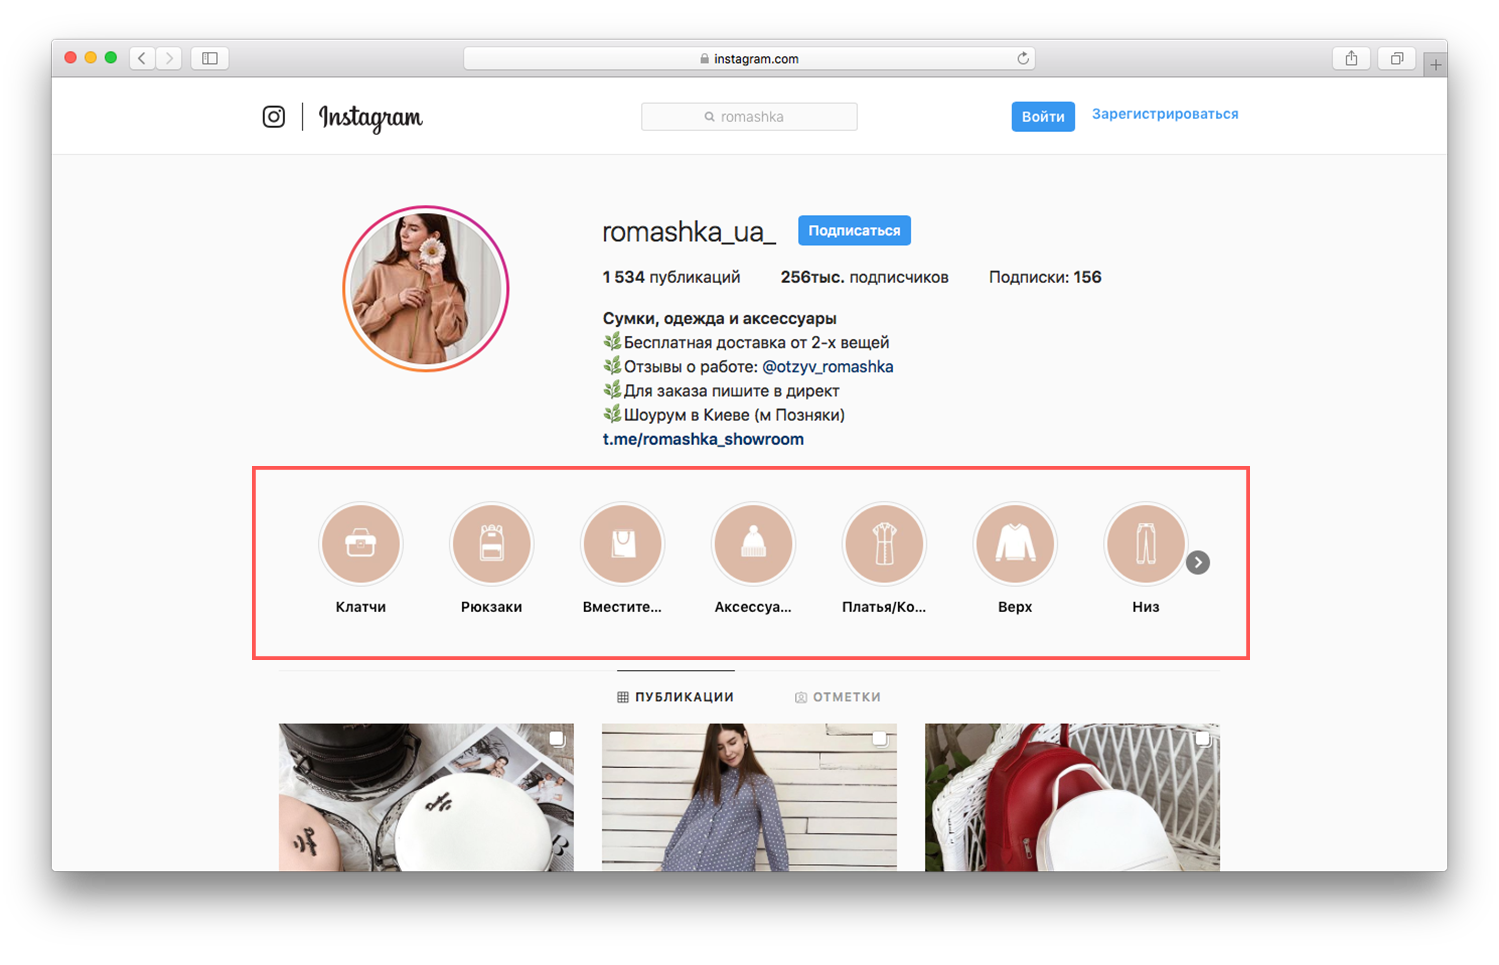 instagram.com
Instagram
romashka
Войти
Зарегистрироваться
romashka_ua_
Подписаться
1 534 публикаций 256тыс. подписчиков Подписки: 156
Сумки, одежда и аксессуары
🌿Бесплатная доставка от 2-х вещей
🌿Отзывы о работе: @otzyv_romashka
🌿Для заказа пишите в директ
🌿Шоурум в Киеве (м Позняки)
t.me/romashka_showroom
Клатчи Рюкзаки Вместите... Аксессуа... Платья/Ко... Верх Низ
ПУБЛИКАЦИИ ОТМЕТКИ